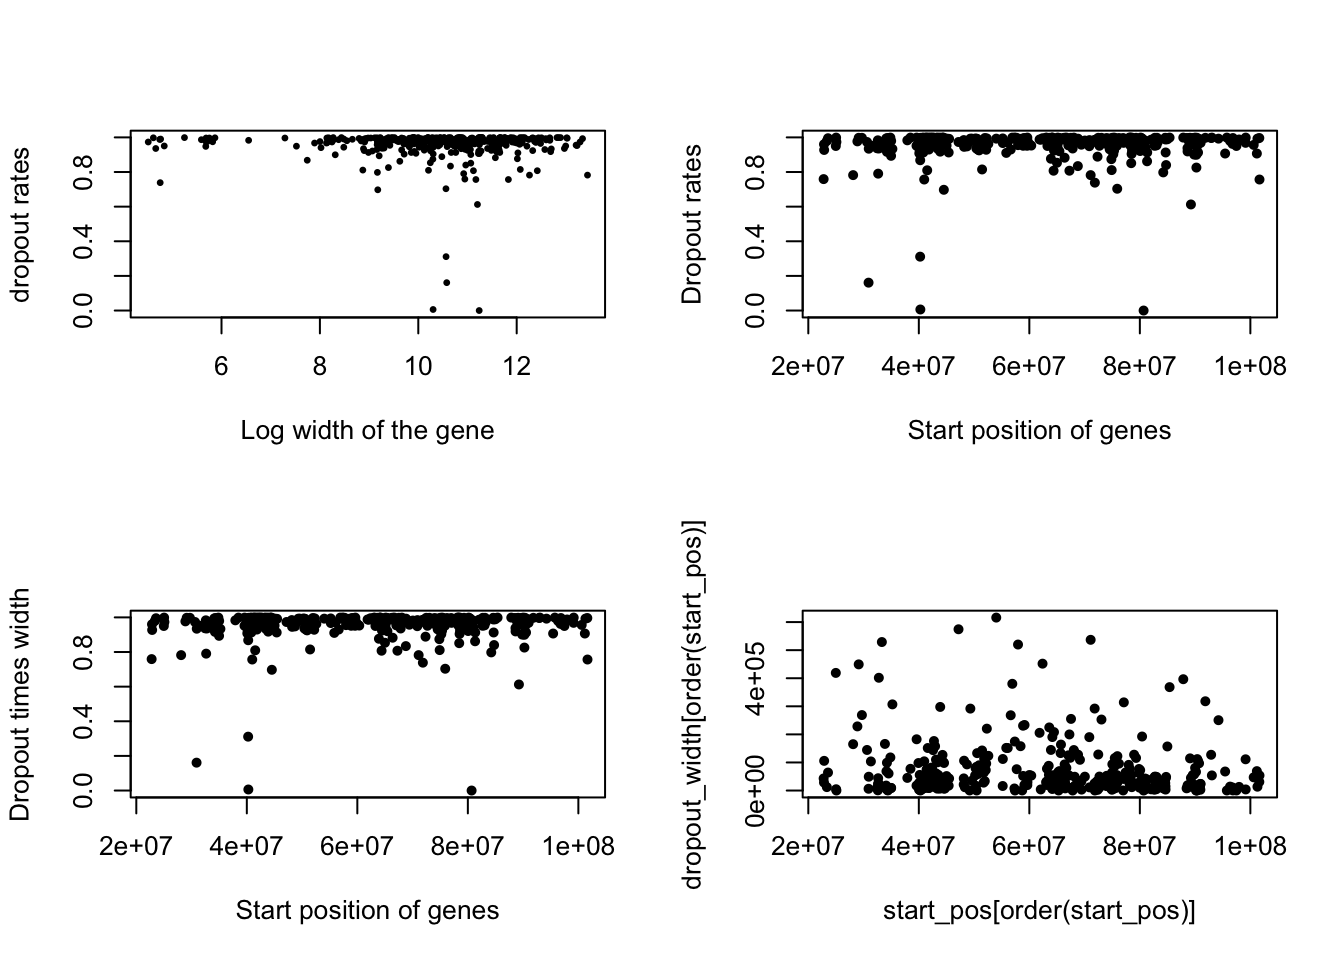 dropout rates
0.0 0.4 0.8
6 8 10 12
Log width of the gene
Dropout rates
0.0 0.4 0.8
2e+07 4e+07 6e+07 8e+07 1e+08
Start position of genes
Dropout times width
0.0 0.4 0.8
2e+07 4e+07 6e+07 8e+07 1e+08
Start position of genes
dropout_width[order(start_pos)]
0e+00 4e+05
2e+07 4e+07 6e+07 8e+07 1e+08
start_pos[order(start_pos)]